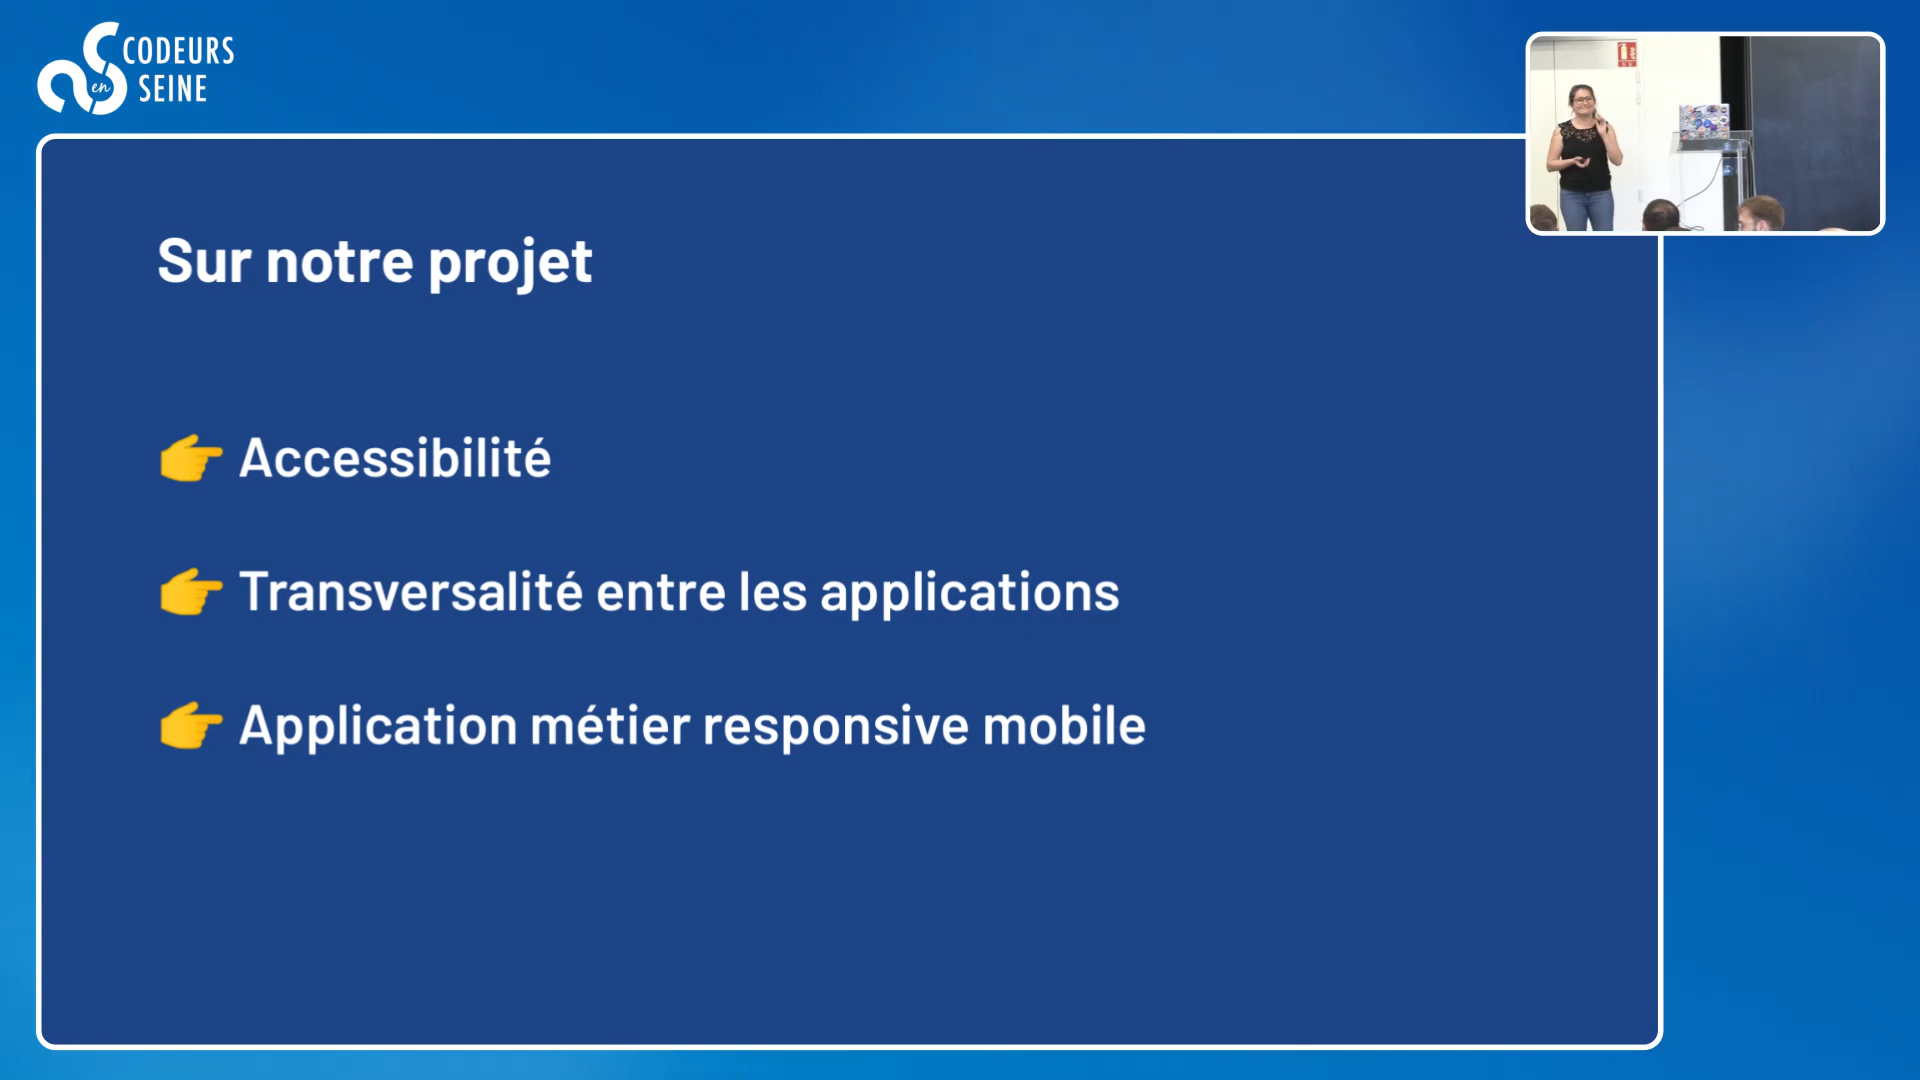 CODEURS
en
SEINE
Sur notre projet
👉 Accessibilité
👉 Transversalité entre les applications
👉 Application métier responsive mobile